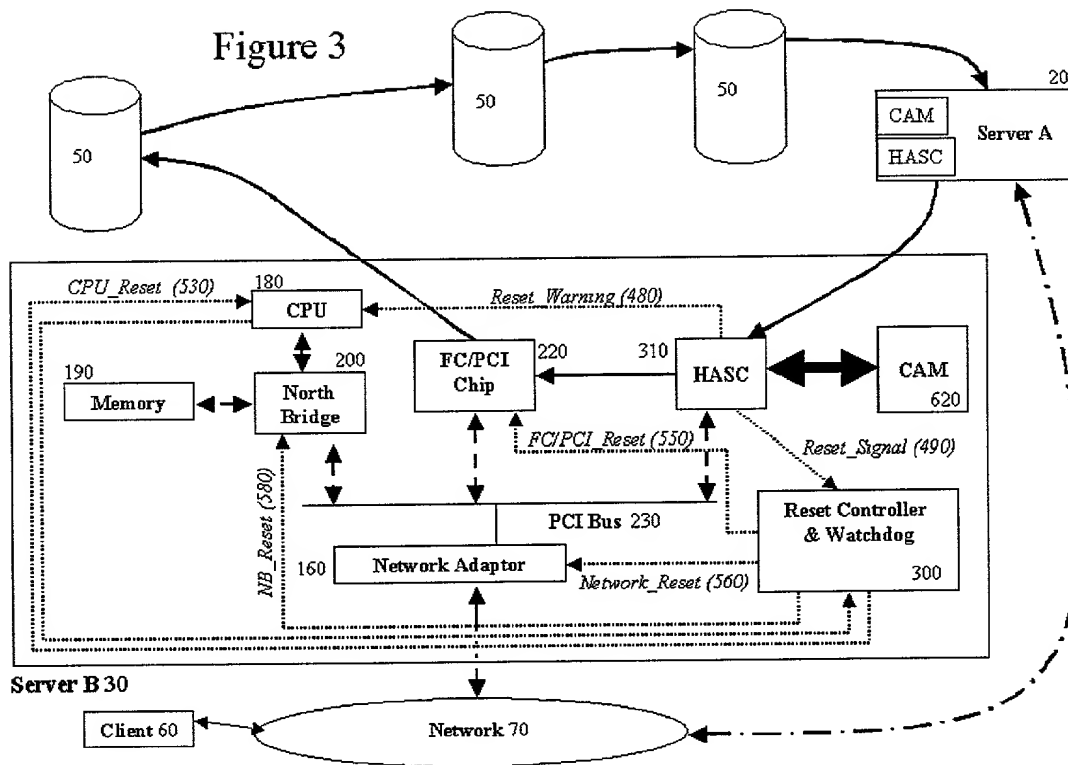 Figure 3
50
50
50
20
CAM
HASC
Server A
CPU_Reset (530)
180
CPU
Reset_Warning (480)
190
Memory
200
North
Bridge
FC/PCI
Chip
220
310
HASC
CAM
620
NB_Reset (580)
FC/PCI_Reset (550)
Reset_Signal (490)
PCI Bus 230
160
Network Adaptor
Network_Reset (560)
Reset Controller
& Watchdog
300
Server B 30
Client 60
Network 70